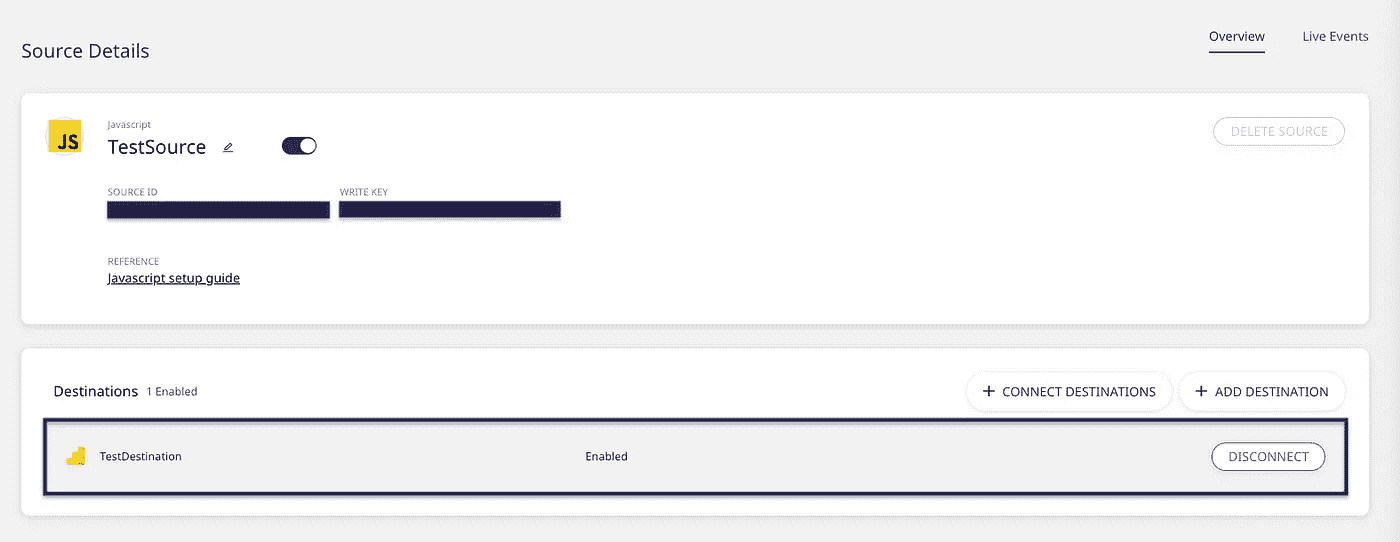 Source Details
Overview
Live Events
JS
Javascript
TestSource
DELETE SOURCE
SOURCE ID
WRITE KEY
REFERENCE
Javascript setup guide
Destinations 1 Enabled
+ CONNECT DESTINATIONS
+ ADD DESTINATION
TestDestination
Enabled
DISCONNECT